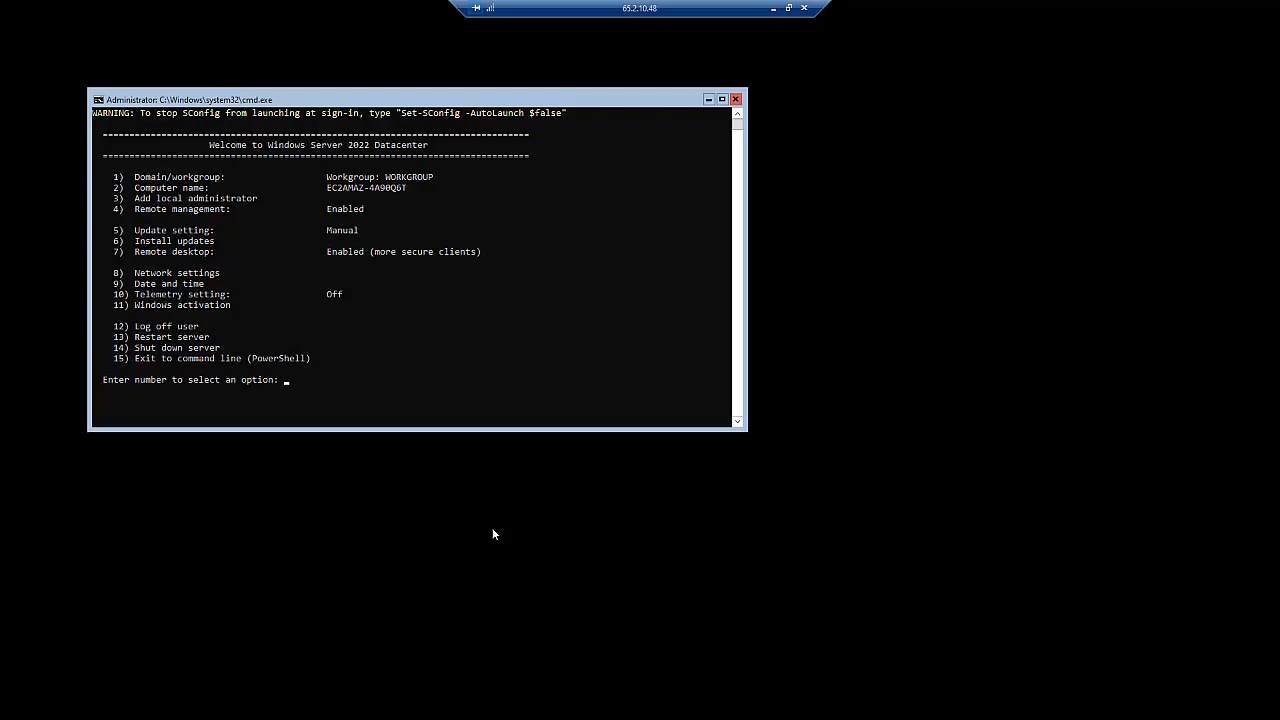 65.2.10.48
Administrator: C:\Windows\system32\cmd.exe
WARNING: To stop SConfig from launching at sign-in, type "Set-SConfig -AutoLaunch $false"
================================================================================
Welcome to Windows Server 2022 Datacenter
================================================================================
1) Domain/workgroup: Workgroup: WORKGROUP
2) Computer name: EC2AMAZ-4A90Q6T
3) Add local administrator
4) Remote management: Enabled
5) Update setting: Manual
6) Install updates
7) Remote desktop: Enabled (more secure clients)
8) Network settings
9) Date and time
10) Telemetry setting: Off
11) Windows activation
12) Log off user
13) Restart server
14) Shut down server
15) Exit to command line (PowerShell)
Enter number to select an option: _